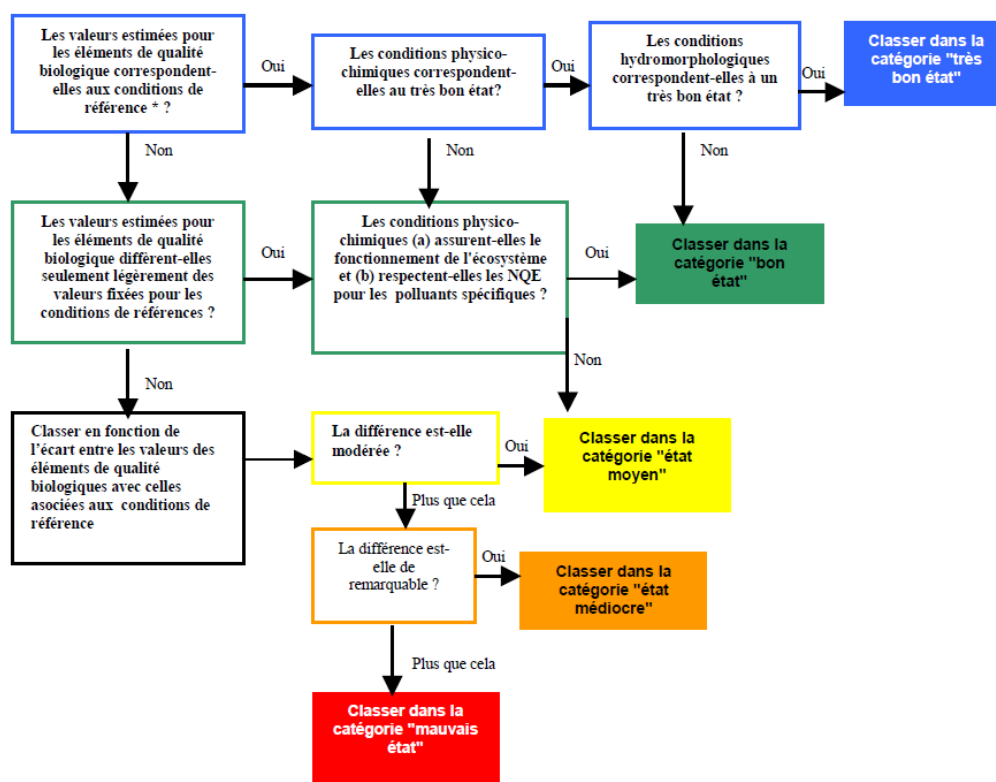 Les valeurs estimées pour
les éléments de qualité
biologique correspondent-
elles aux conditions de
référence * ?
Oui
Les conditions physico-
chimiques correspondent-
elles au très bon état?
Oui
Les conditions
hydromorphologiques
correspondent-elles à un
très bon état ?
Oui
Classer dans la
catégorie "très
bon état"
Non
Non
Non
Les valeurs estimées pour
les éléments de qualité
biologique diffèrent-elles
seulement légèrement des
valeurs fixées pour les
conditions de références ?
Oui
Les conditions physico-
chimiques (a) assurent-elles le
fonctionnement de l'écosystème
et (b) respectent-elles les NQE
pour les polluants spécifiques ?
Oui
Classer dans la
catégorie "bon
état"
Non
Non
Classer en fonction de
l'écart entre les valeurs des
éléments de qualité
biologiques avec celles
asociées aux conditions de
référence
La différence est-elle
modérée ?
Oui
Classer dans la
catégorie "état
moyen"
Plus que cela
La différence est-
elle de
remarquable ?
Oui
Classer dans la
catégorie "état
médiocre"
Plus que cela
Classer dans la
catégorie "mauvais
état"